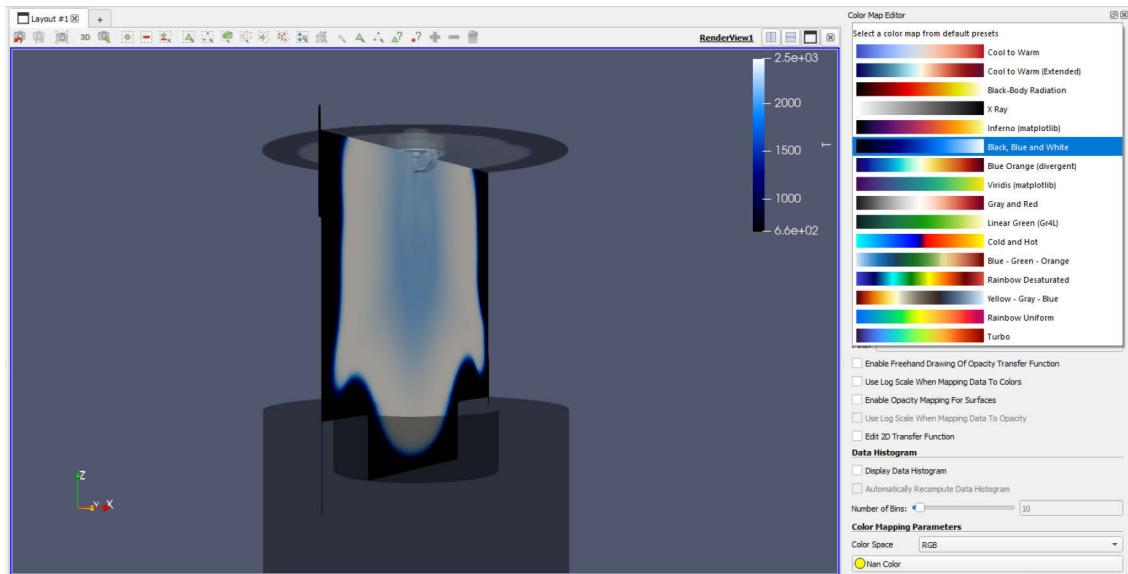 Layout #1
+
3D
RenderView1
2.5e+03
2000
1500
1000
6.6e+02
T
Z
Y X
Color Map Editor
Select a color map from default presets
Cool to Warm
Cool to Warm (Extended)
Black-Body Radiation
X Ray
Inferno (matplotlib)
Black, Blue and White
Blue Orange (divergent)
Viridis (matplotlib)
Gray and Red
Linear Green (Gr4L)
Cold and Hot
Blue - Green - Orange
Rainbow Desaturated
Yellow - Gray - Blue
Rainbow Uniform
Turbo
Enable Freehand Drawing Of Opacity Transfer Function
Use Log Scale When Mapping Data To Colors
Enable Opacity Mapping For Surfaces
Use Log Scale When Mapping Data To Opacity
Edit 2D Transfer Function
Data Histogram
Display Data Histogram
Automatically Recompute Data Histogram
Number of Bins: 10
Color Mapping Parameters
Color Space RGB
Nan Color